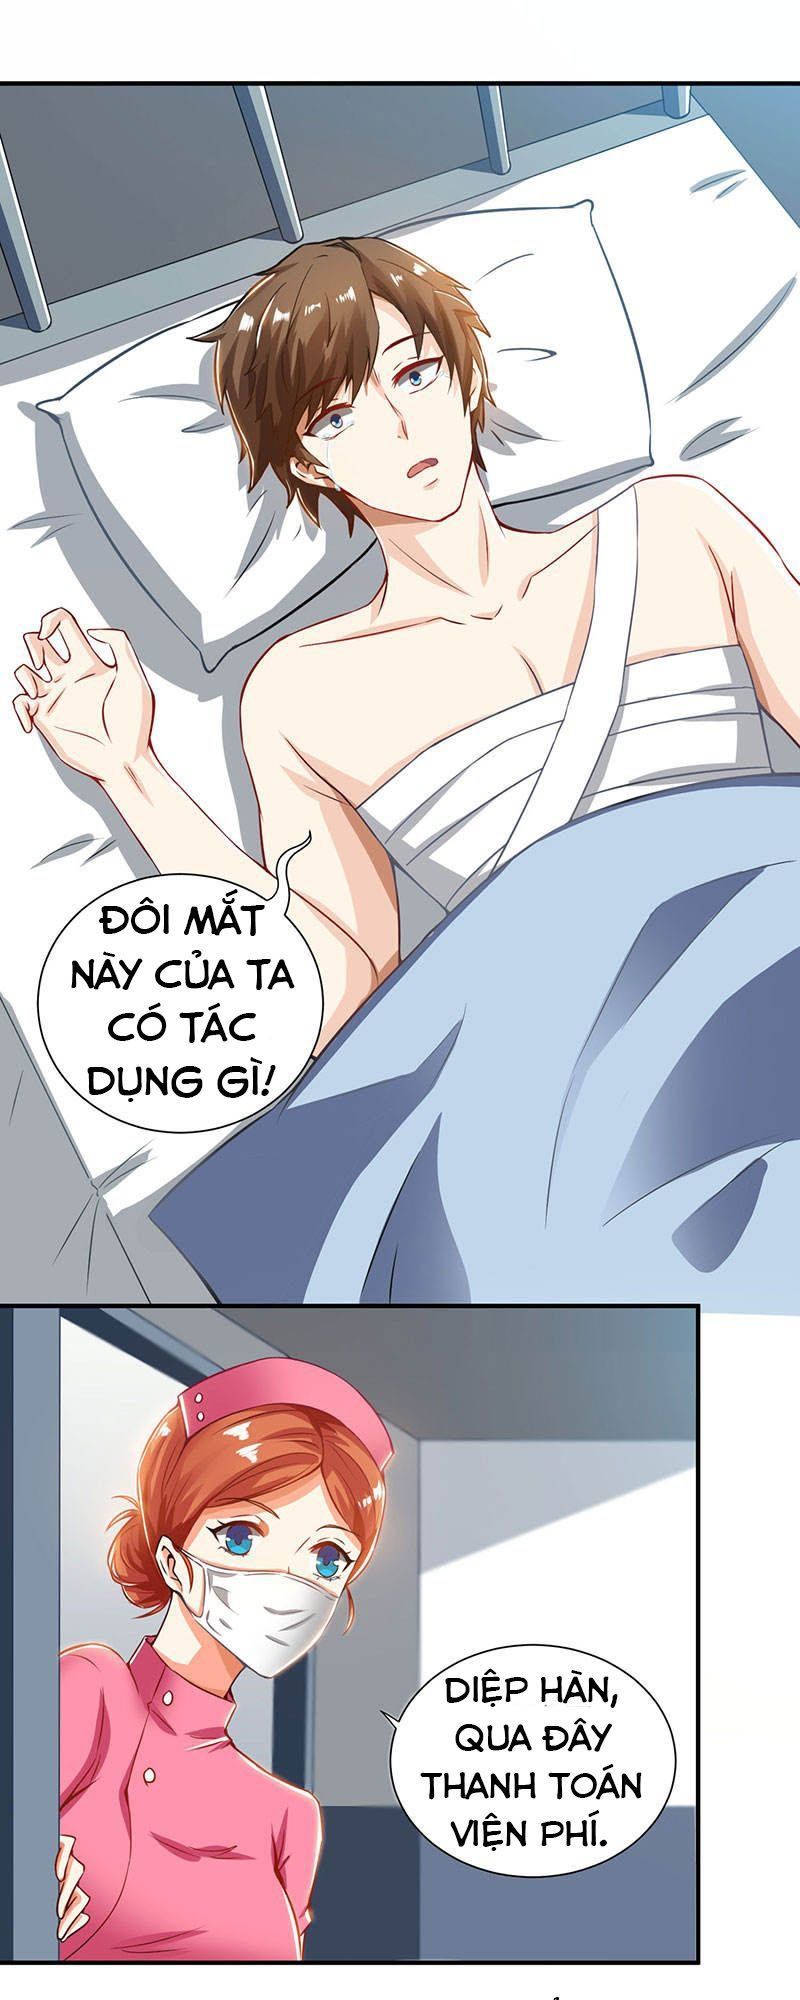 ĐÔI MẮT
NÀY CỦA TA
CÓ TÁC
DỤNG GÌ!
DIỆP HÀN,
QUA ĐÂY
THANH TOÁN
VIỆN PHÍ.